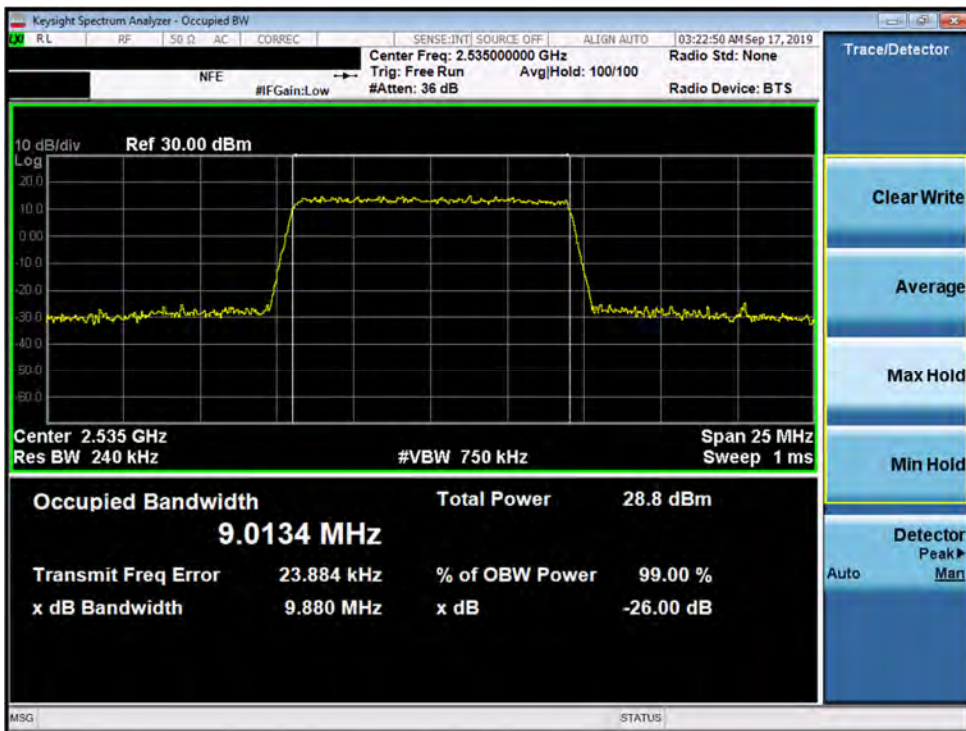 Keysight Spectrum Analyzer - Occupied BW
LXI RL RF 50 Ω AC CORREC SENSE:INT SOURCE OFF ALIGN AUTO 03:22:50 AM Sep 17, 2019
Center Freq: 2.535000000 GHz Radio Std: None
NFE Trig: Free Run Avg|Hold: 100/100
#IFGain:Low #Atten: 36 dB Radio Device: BTS
Trace/Detector
10 dB/div Ref 30.00 dBm
Log
20.0
10.0
0.00
-10.0
-20.0
-30.0
-40.0
-50.0
-60.0
Center 2.535 GHz Span 25 MHz
Res BW 240 kHz #VBW 750 kHz Sweep 1 ms
Occupied Bandwidth Total Power 28.8 dBm
9.0134 MHz
Transmit Freq Error 23.884 kHz % of OBW Power 99.00 %
x dB Bandwidth 9.880 MHz x dB -26.00 dB
Clear Write
Average
Max Hold
Min Hold
Detector
Peak▶
Auto Man
MSG STATUS